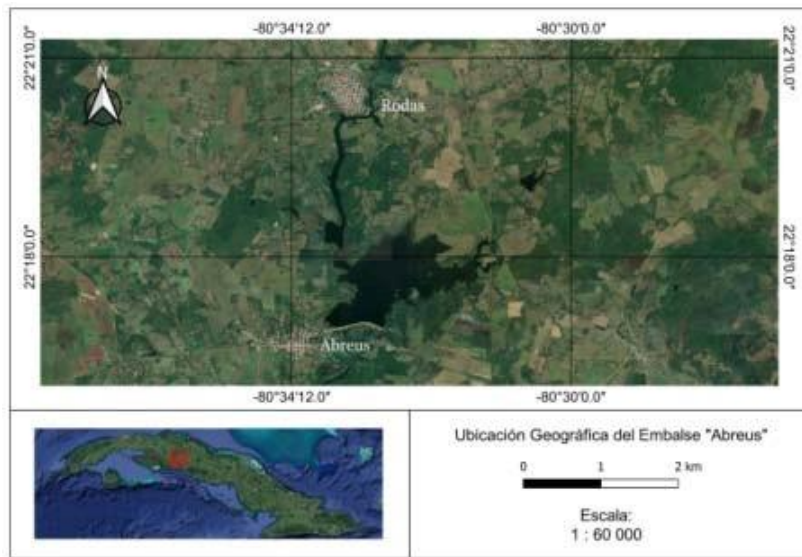 -80°34'12.0"
-80°30'0.0"
22°21'0.0"
22°21'0.0"
N
Rodas
22°18'0.0"
22°18'0.0"
Abreus
-80°34'12.0"
-80°30'0.0"
Ubicación Geográfica del Embalse "Abreus"
0 1 2 km
Escala:
1 : 60 000